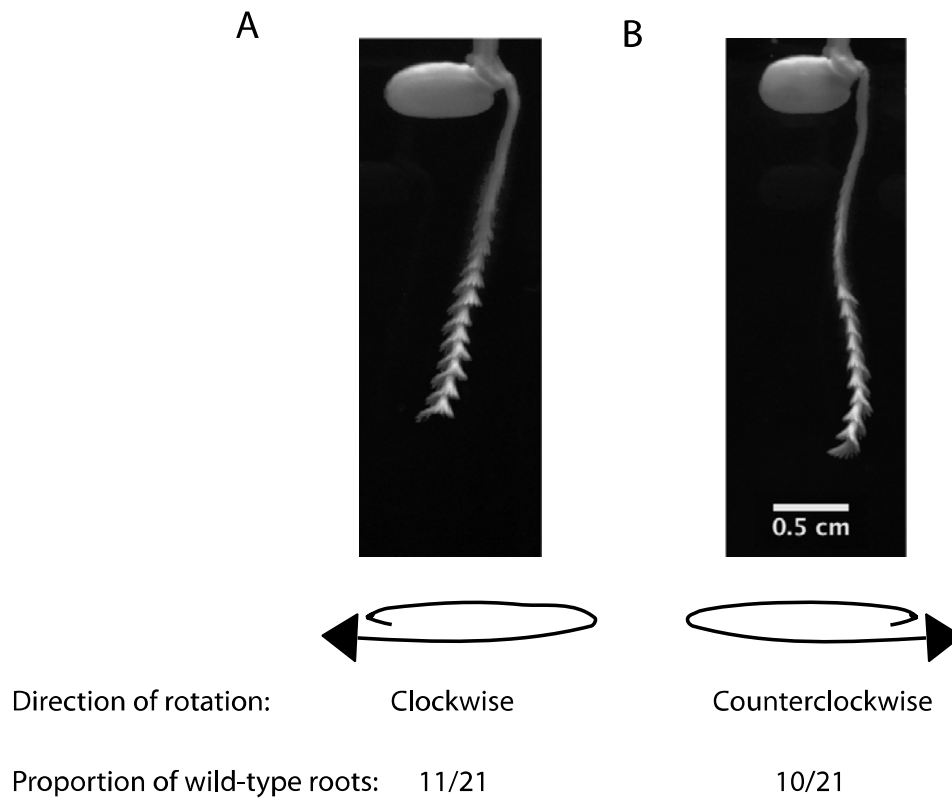 A
B
0.5 cm
Direction of rotation: Clockwise Counterclockwise
Proportion of wild-type roots: 11/21 10/21